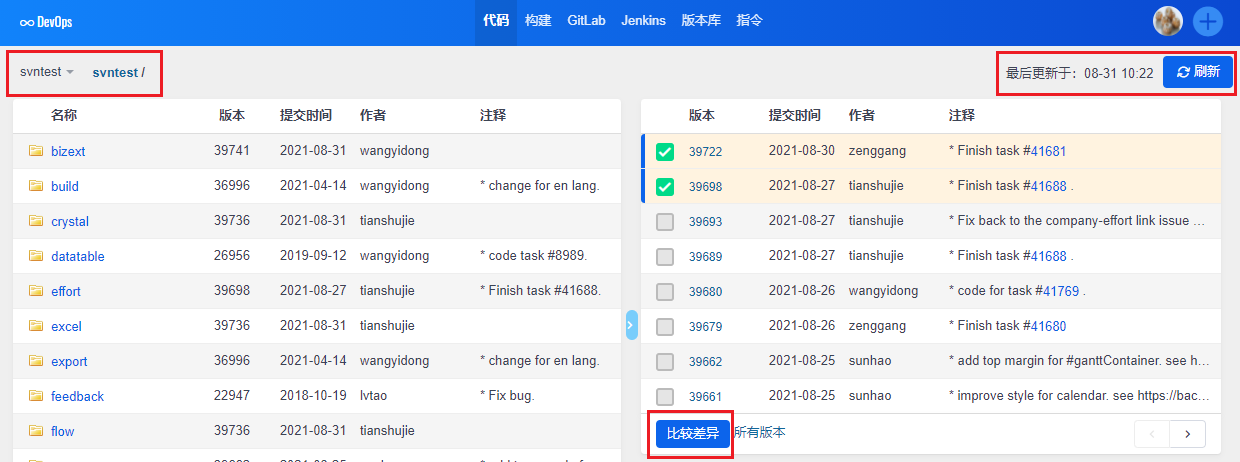 DevOps 代码 构建 GitLab Jenkins 版本库 指令
svntest svntest / 最后更新于：08-31 10:22 刷新
名称 版本 提交时间 作者 注释
bizext 39741 2021-08-31 wangyidong
build 36996 2021-04-14 wangyidong * change for en lang.
crystal 39736 2021-08-31 tianshujie
datatable 26956 2019-09-12 wangyidong * code task #8989.
effort 39698 2021-08-27 tianshujie * Finish task #41688.
excel 39736 2021-08-31 tianshujie
export 36996 2021-04-14 wangyidong * change for en lang.
feedback 22947 2018-10-19 lvtao * Fix bug.
flow 39736 2021-08-31 tianshujie
版本 提交时间 作者 注释
39722 2021-08-30 zenggang * Finish task #41681
39698 2021-08-27 tianshujie * Finish task #41688 .
39693 2021-08-27 tianshujie * Fix back to the company-effort link issue ...
39689 2021-08-27 tianshujie * Finish task #41688 .
39680 2021-08-26 wangyidong * code for task #41769 .
39679 2021-08-26 zenggang * Finish task #41680
39662 2021-08-25 sunhao * add top margin for #ganttContainer. see h...
39661 2021-08-25 sunhao * improve style for calendar. see https://bac...
比较差异 所有版本